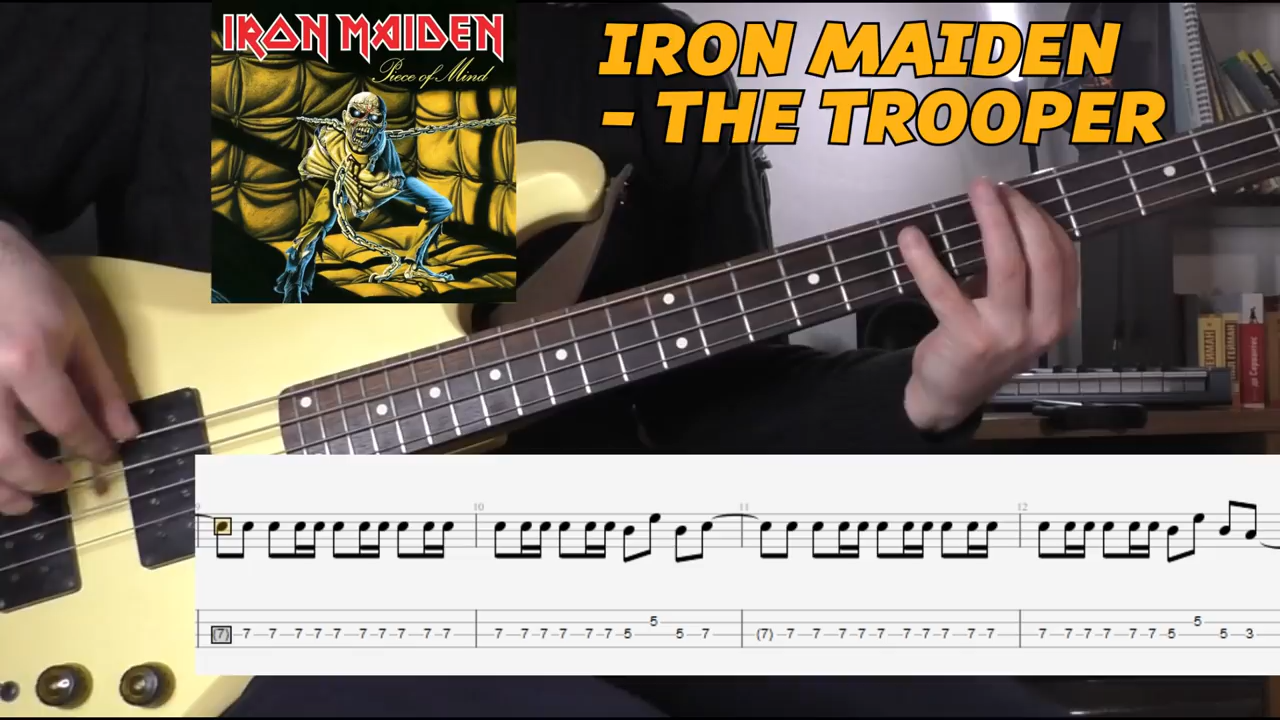 IRON MAIDEN
Piece of Mind
IRON MAIDEN
- THE TROOPER
9 10 11 12
5 5
(7) 7 7 7 7 7 7 7 7 7 7 7 7 7 7 7 7 5 5 7 (7) 7 7 7 7 7 7 7 7 7 7 7 7 7 7 7 7 5 5 3